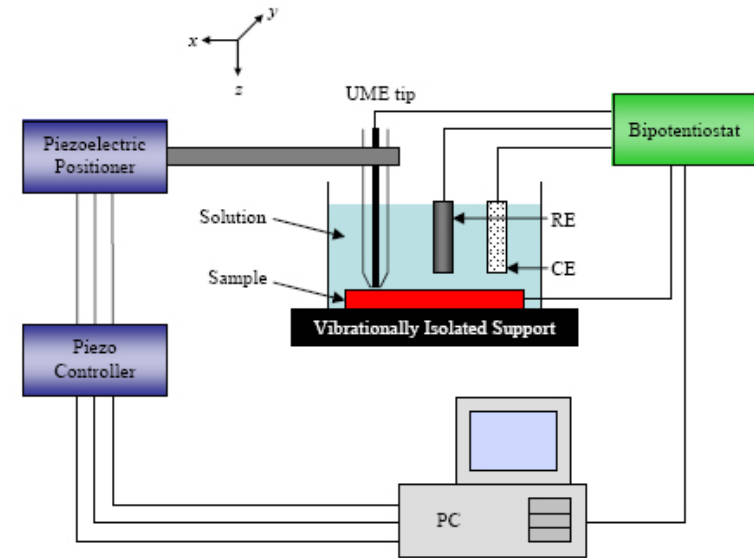 y
x
z
UME tip
Piezoelectric
Positioner
Bipotentiostat
Solution
RE
Sample
CE
Vibrationally Isolated Support
Piezo
Controller
PC